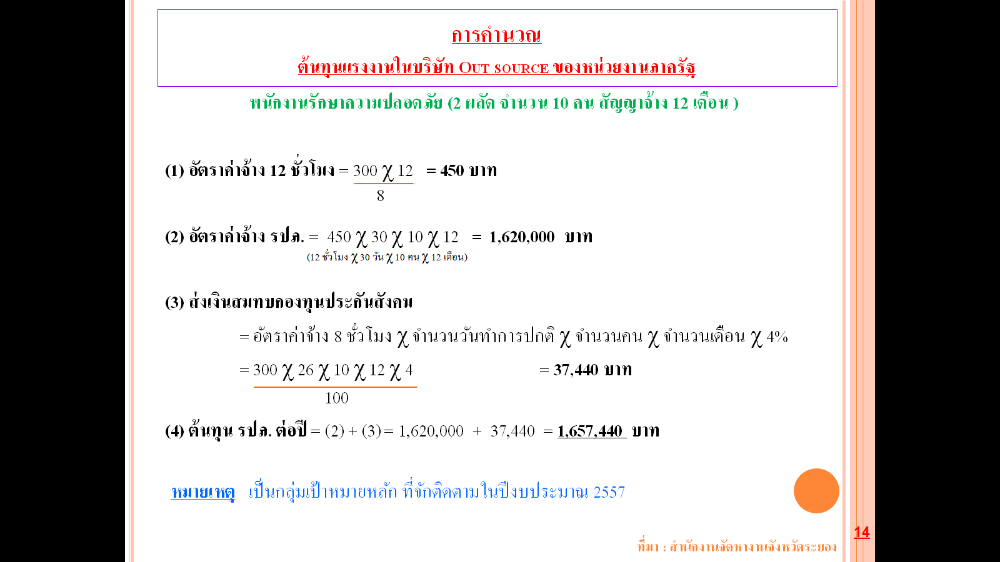 การคำนวณ
ต้นทุนแรงงานในบริษัท OUT SOURCE ของหน่วยงานภาครัฐ
พนักงานรักษาความปลอดภัย (2 ผลัด จำนวน 10 คน สัญญาจ้าง 12 เดือน )
(1) อัตราค่าจ้าง 12 ชั่วโมง = 300 χ 12 = 450 บาท
8
(2) อัตราค่าจ้าง รปภ. = 450 χ 30 χ 10 χ 12 = 1,620,000 บาท
(12 ชั่วโมง χ 30 วัน χ 10 คน χ 12 เดือน)
(3) ส่งเงินสมทบกองทุนประกันสังคม
= อัตราค่าจ้าง 8 ชั่วโมง χ จำนวนวันทำการปกติ χ จำนวนคน χ จำนวนเดือน χ 4%
= 300 χ 26 χ 10 χ 12 χ 4 = 37,440 บาท
100
(4) ต้นทุน รปภ. ต่อปี = (2) + (3) = 1,620,000 + 37,440 = 1,657,440 บาท
หมายเหตุ เป็นกลุ่มเป้าหมายหลัก ที่จักติดตามในปีงบประมาณ 2557
14
ที่มา : สำนักงานจัดหางานจังหวัดระยอง